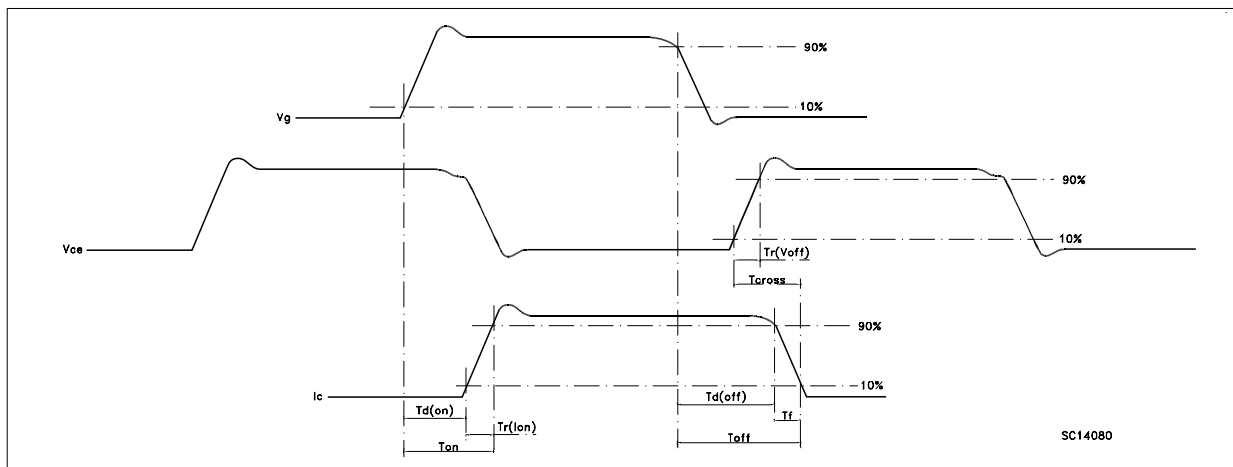 90%
10%
Vg
90%
Vce
10%
Tr(Voff)
Tcross
90%
10%
Ic
Td(on)
Td(off)
Tf
Tr(Ion)
Ton
Toff
SC14080